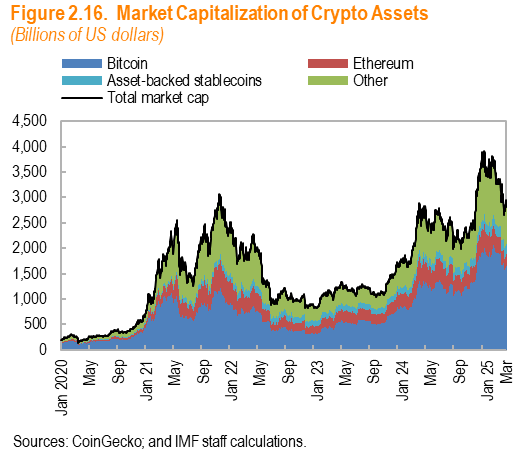 Figure 2.16. Market Capitalization of Crypto Assets
(Billions of US dollars)
Bitcoin Ethereum
Asset-backed stablecoins Other
Total market cap
4,500
4,000
3,500
3,000
2,500
2,000
1,500
1,000
500
0
Jan 2020 May Sep Jan 21 May Sep Jan 22 May Sep Jan 23 May Sep Jan 24 May Sep Jan 25 Mar
Sources: CoinGecko; and IMF staff calculations.